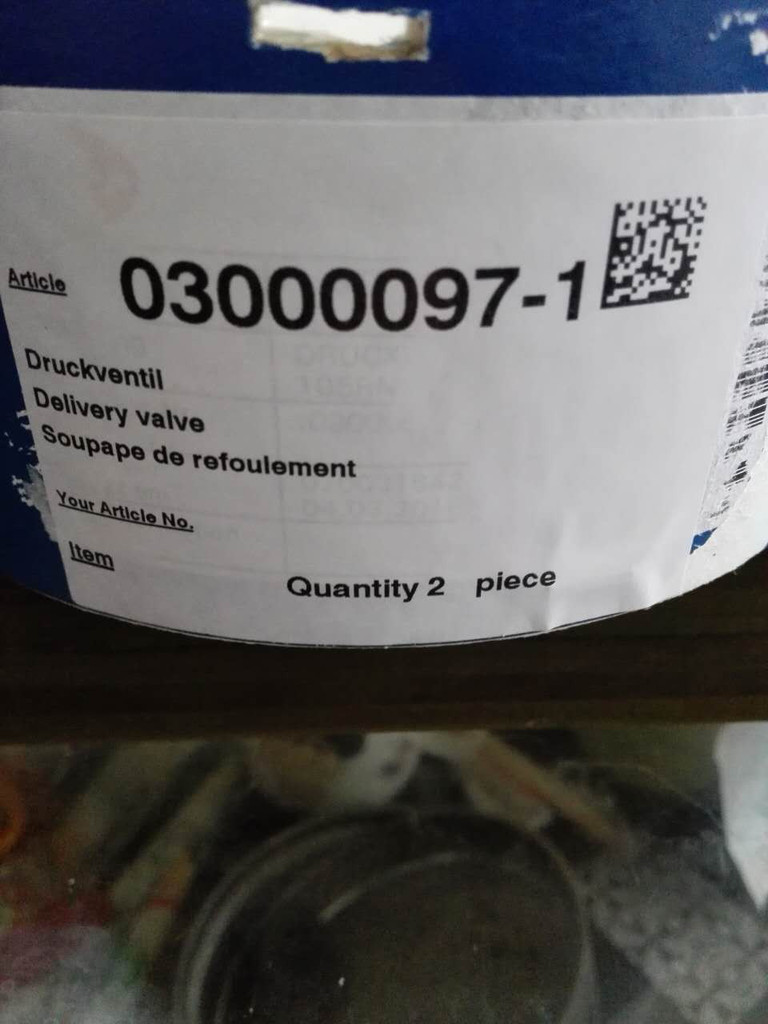 Article 03000097-1
Druckventil
Delivery valve
Soupape de refoulement
Your Article No.
Item
Quantity 2 piece